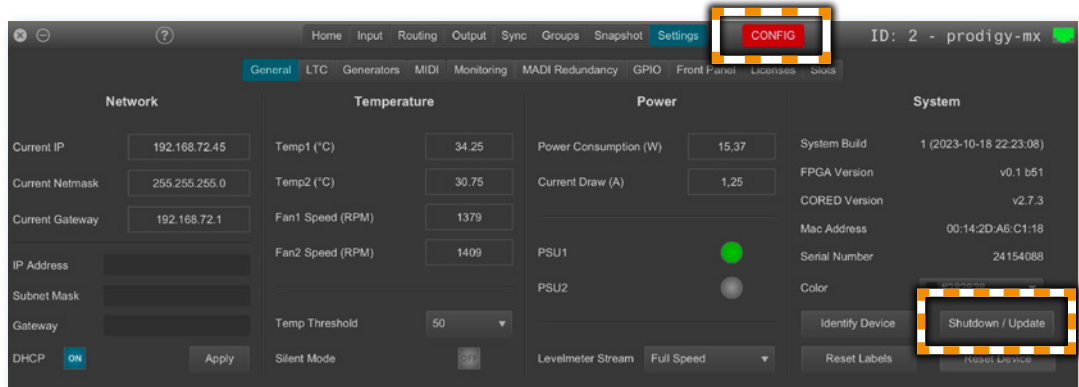 ? Home Input Routing Output Sync Groups Snapshot Settings CONFIG ID: 2 - prodigy-mx
General LTC Generators MIDI Monitoring MADI Redundancy GPIO Front Panel Licenses Slots
Network Temperature Power System
Current IP 192.168.72.45 Temp1 (°C) 34.25 Power Consumption (W) 15,37 System Build 1 (2023-10-18 22:23:08)
Current Netmask 255.255.255.0 Temp2 (°C) 30.75 Current Draw (A) 1,25 FPGA Version v0.1 b51
CORED Version v2.7.3
Current Gateway 192.168.72.1 Fan1 Speed (RPM) 1379 Mac Address 00:14:2D:A6:C1:18
IP Address Fan2 Speed (RPM) 1409 PSU1 Serial Number 24154088
Subnet Mask PSU2 Color #282828
Gateway Temp Threshold 50 Identify Device Shutdown / Update
DHCP ON Apply Silent Mode OFF Levelmeter Stream Full Speed Reset Labels Reset Device